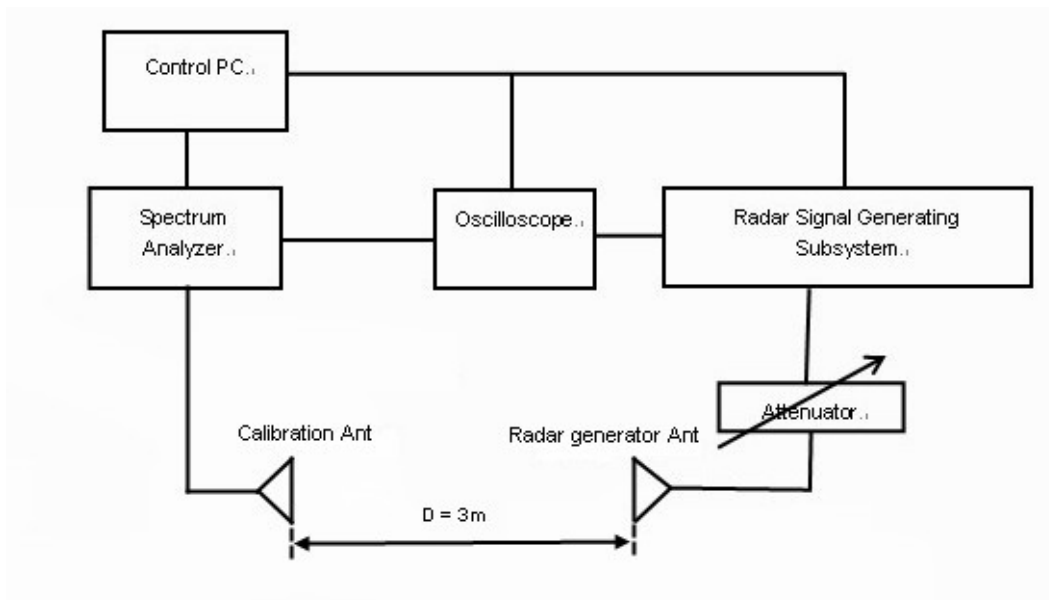 Control PC.
Spectrum
Analyzer.
Oscilloscope.
Radar Signal Generating
Subsystem.
Attenuator.
Calibration Ant
Radar generator Ant
D = 3m